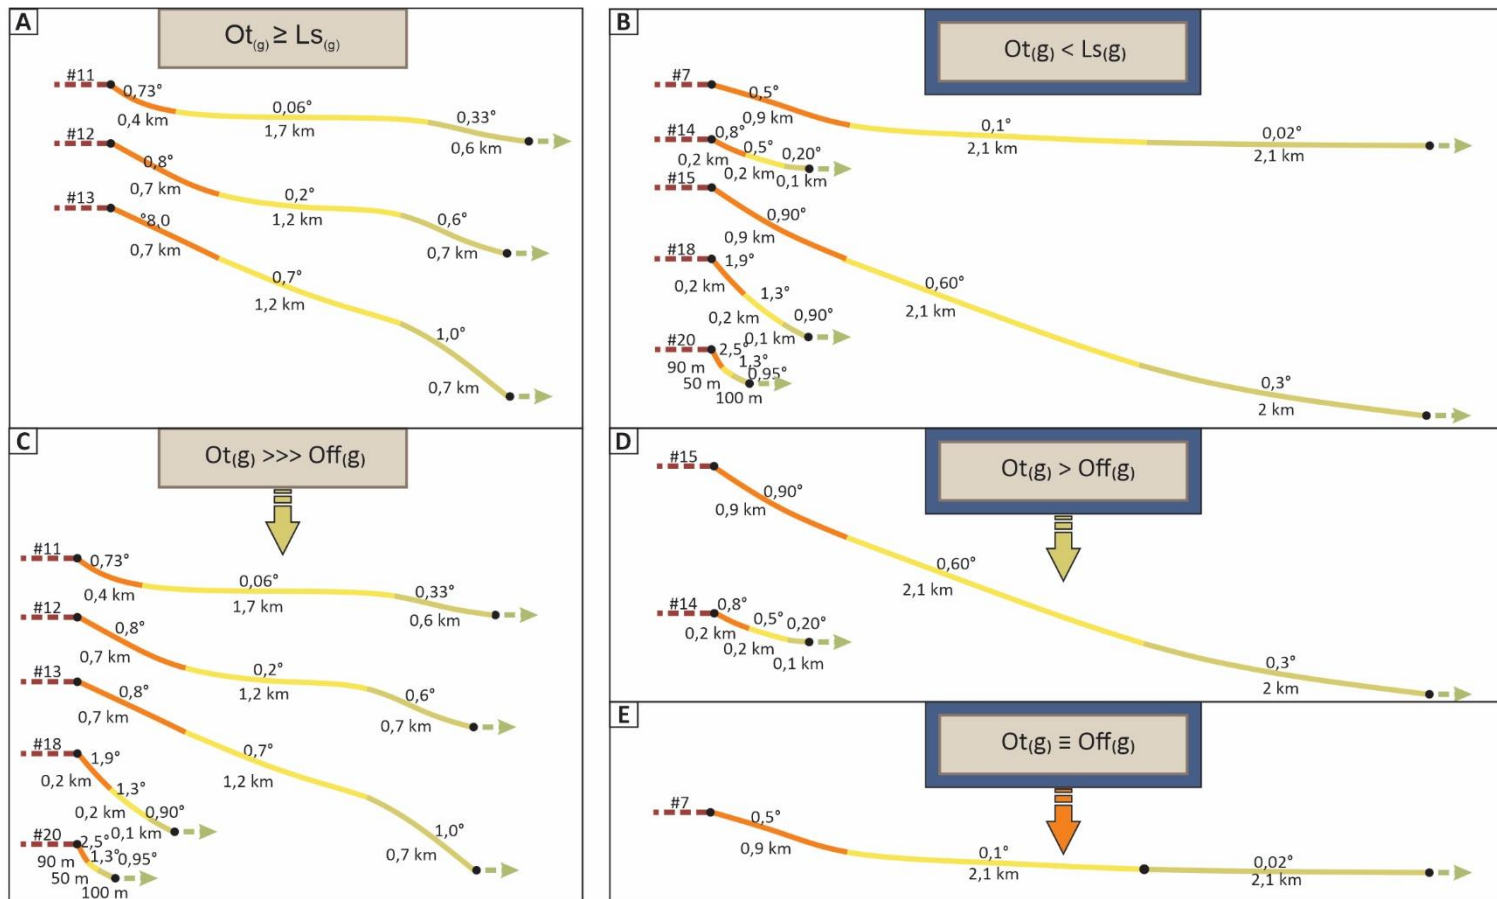 A
Ot(g) ≥ Ls(g)
#11
0,73°
0,4 km
0,06°
1,7 km
0,33°
0,6 km
#12
0,8°
0,7 km
0,2°
1,2 km
0,6°
0,7 km
#13
°8,0
0,7 km
0,7°
1,2 km
1,0°
0,7 km
B
Ot(g) < Ls(g)
#7
0,5°
0,9 km
0,1°
2,1 km
0,02°
2,1 km
#14
0,8°
0,2 km
0,5°
0,2 km
0,20°
0,1 km
#15
0,90°
0,9 km
0,60°
2,1 km
0,3°
2 km
#18
1,9°
0,2 km
1,3°
0,2 km
0,90°
0,1 km
#20
2,5°
90 m
1,3°
50 m
0,95°
100 m
C
Ot(g) >>> Off(g)
#11
0,73°
0,4 km
0,06°
1,7 km
0,33°
0,6 km
#12
0,8°
0,7 km
0,2°
1,2 km
0,6°
0,7 km
#13
0,8°
0,7 km
0,7°
1,2 km
1,0°
0,7 km
#18
1,9°
0,2 km
1,3°
0,2 km
0,90°
0,1 km
#20
2,5°
90 m
1,3°
50 m
0,95°
100 m
D
Ot(g) > Off(g)
#15
0,90°
0,9 km
0,60°
2,1 km
0,3°
2 km
#14
0,8°
0,2 km
0,5°
0,2 km
0,20°
0,1 km
E
Ot(g) ≡ Off(g)
#7
0,5°
0,9 km
0,1°
2,1 km
0,02°
2,1 km